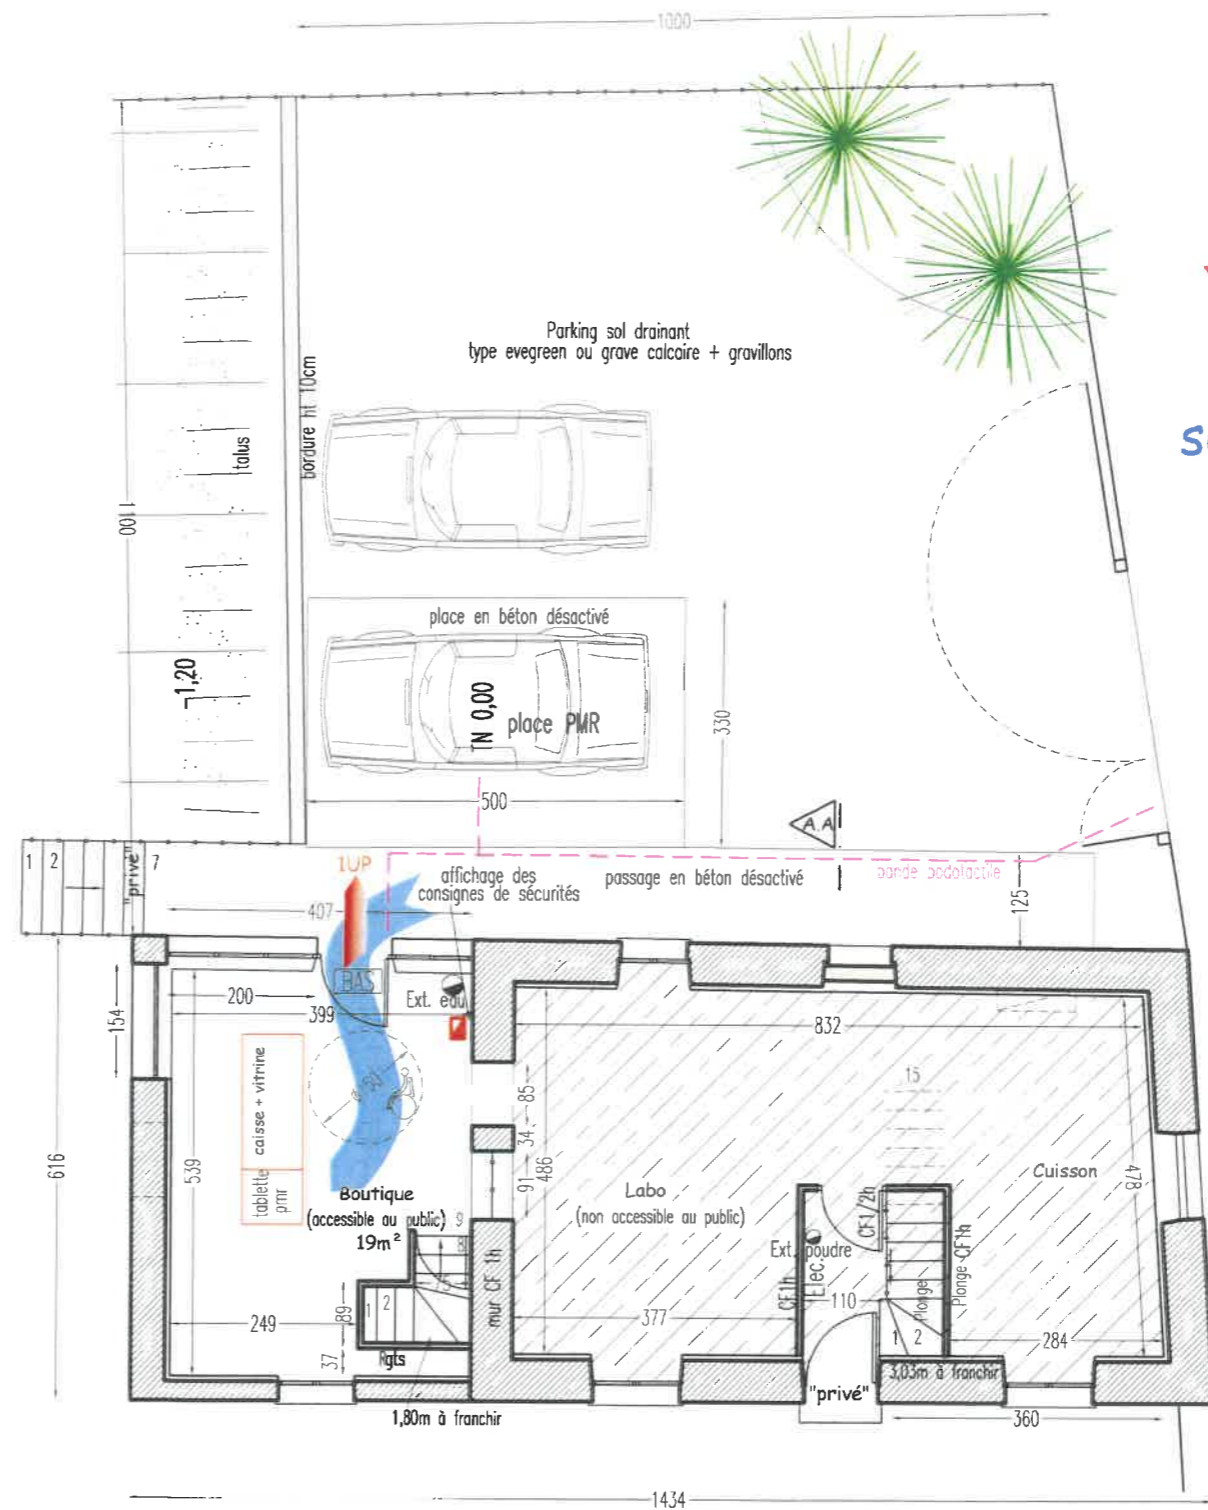 1000
Parking sol drainant
type evegreen ou grave calcaire + gravillons
bordure ht 10cm
talus
1100
place en béton désactivé
-1,20
TN 0,00
place PMR
330
500
A.A
1 2
"privé"
7
1UP
affichage des
consignes de sécurités
passage en béton désactivé
bande podotactile
125
407
BAS
200
Ext. eau
399
154
832
15
85
34
91
486
caisse + vitrine
tablette
pmr
539
616
Boutique
(accessible au public)
19m²
9
8
Labo
(non accessible au public)
Cuisson
478
CF1/2h
Ext. poudre
Elec.
CF1h
Plonge
Plonge CF1h
mur CF 1h
110
1 2
89
249
377
284
37
Rgts
1 2
3,03m à franchir
"privé"
1,80m à franchir
360
1434